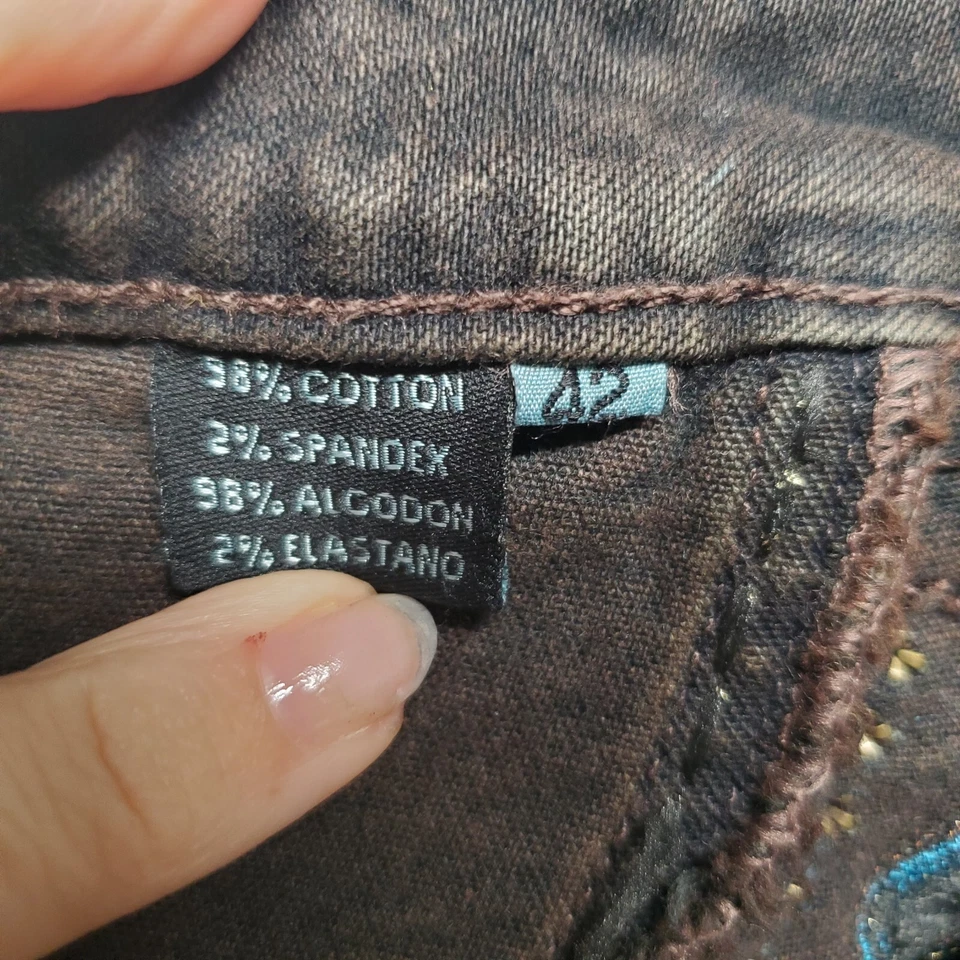 98% COTTON
2% SPANDEX
98% ALGODON
2% ELASTANO
42